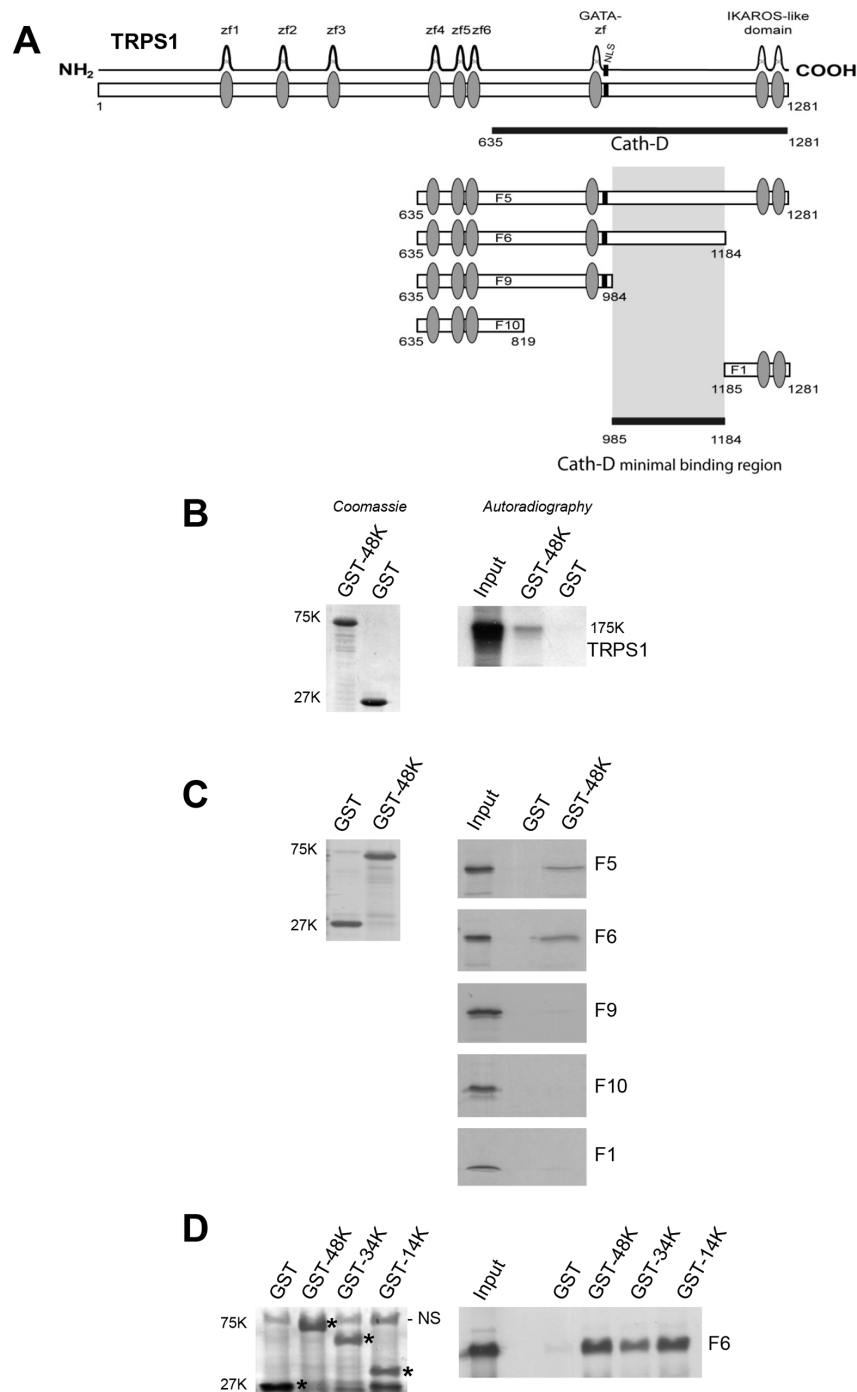 A
TRPS1
zf1 zf2 zf3 zf4 zf5 zf6 GATA-zf NLS IKAROS-like domain
NH2 COOH
1 1281
635 Cath-D 1281
F5
635 1281
F6
635 1184
F9
635 984
F10
635 819
F1
1185 1281
985 1184
Cath-D minimal binding region
B
Coomassie Autoradiography
GST-48K GST Input GST-48K GST
75K
175K
TRPS1
27K
C
GST GST-48K Input GST GST-48K
75K
27K
F5
F6
F9
F10
F1
D
GST GST-48K GST-34K GST-14K Input GST GST-48K GST-34K GST-14K
75K * - NS
*
*
27K *
F6